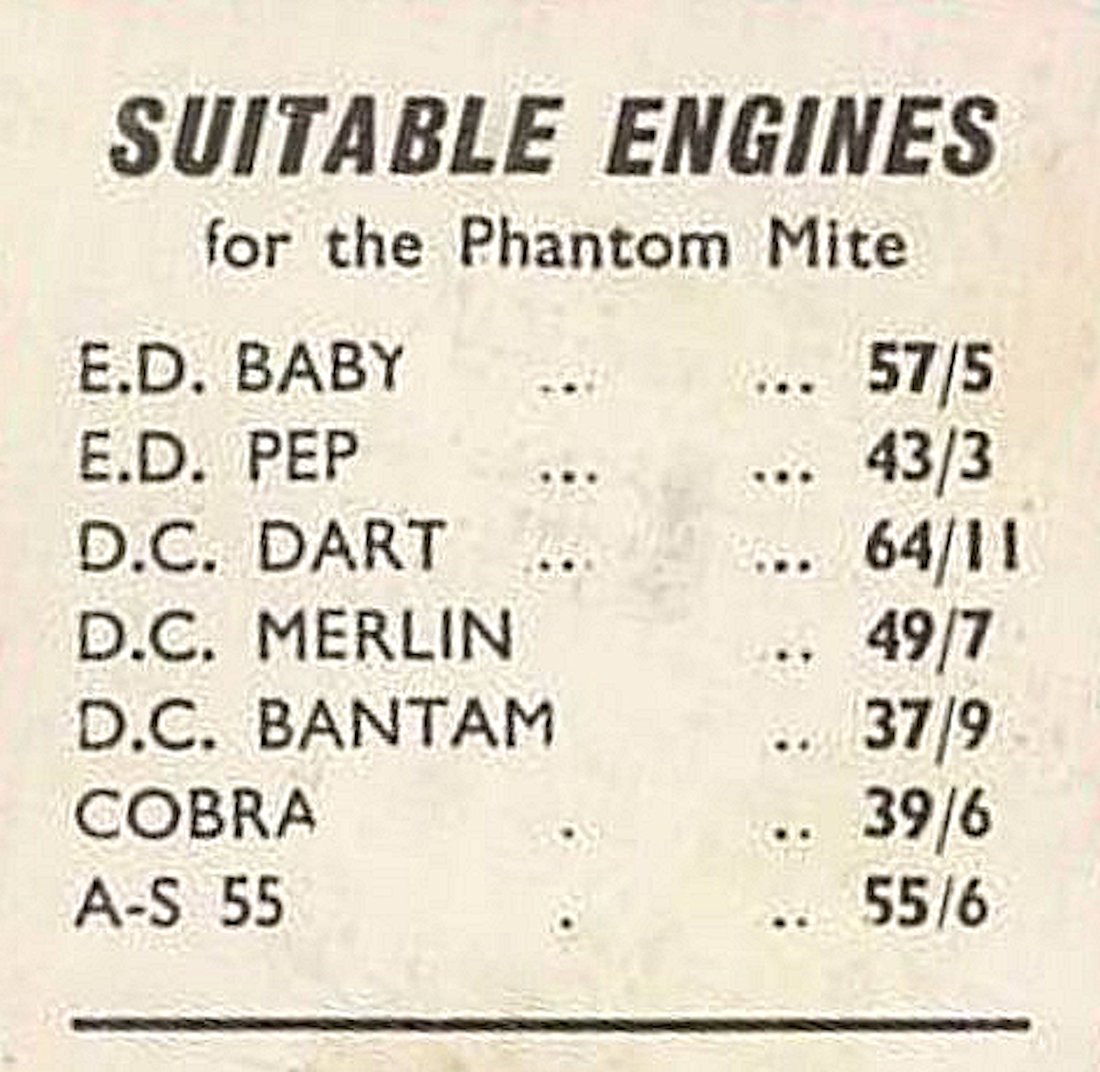 SUITABLE ENGINES
for the Phantom Mite
E.D. BABY ... ... 57/5
E.D. PEP ... ... 43/3
D.C. DART ... ... 64/11
D.C. MERLIN .. 49/7
D.C. BANTAM .. 37/9
COBRA . .. 39/6
A-S 55 . .. 55/6